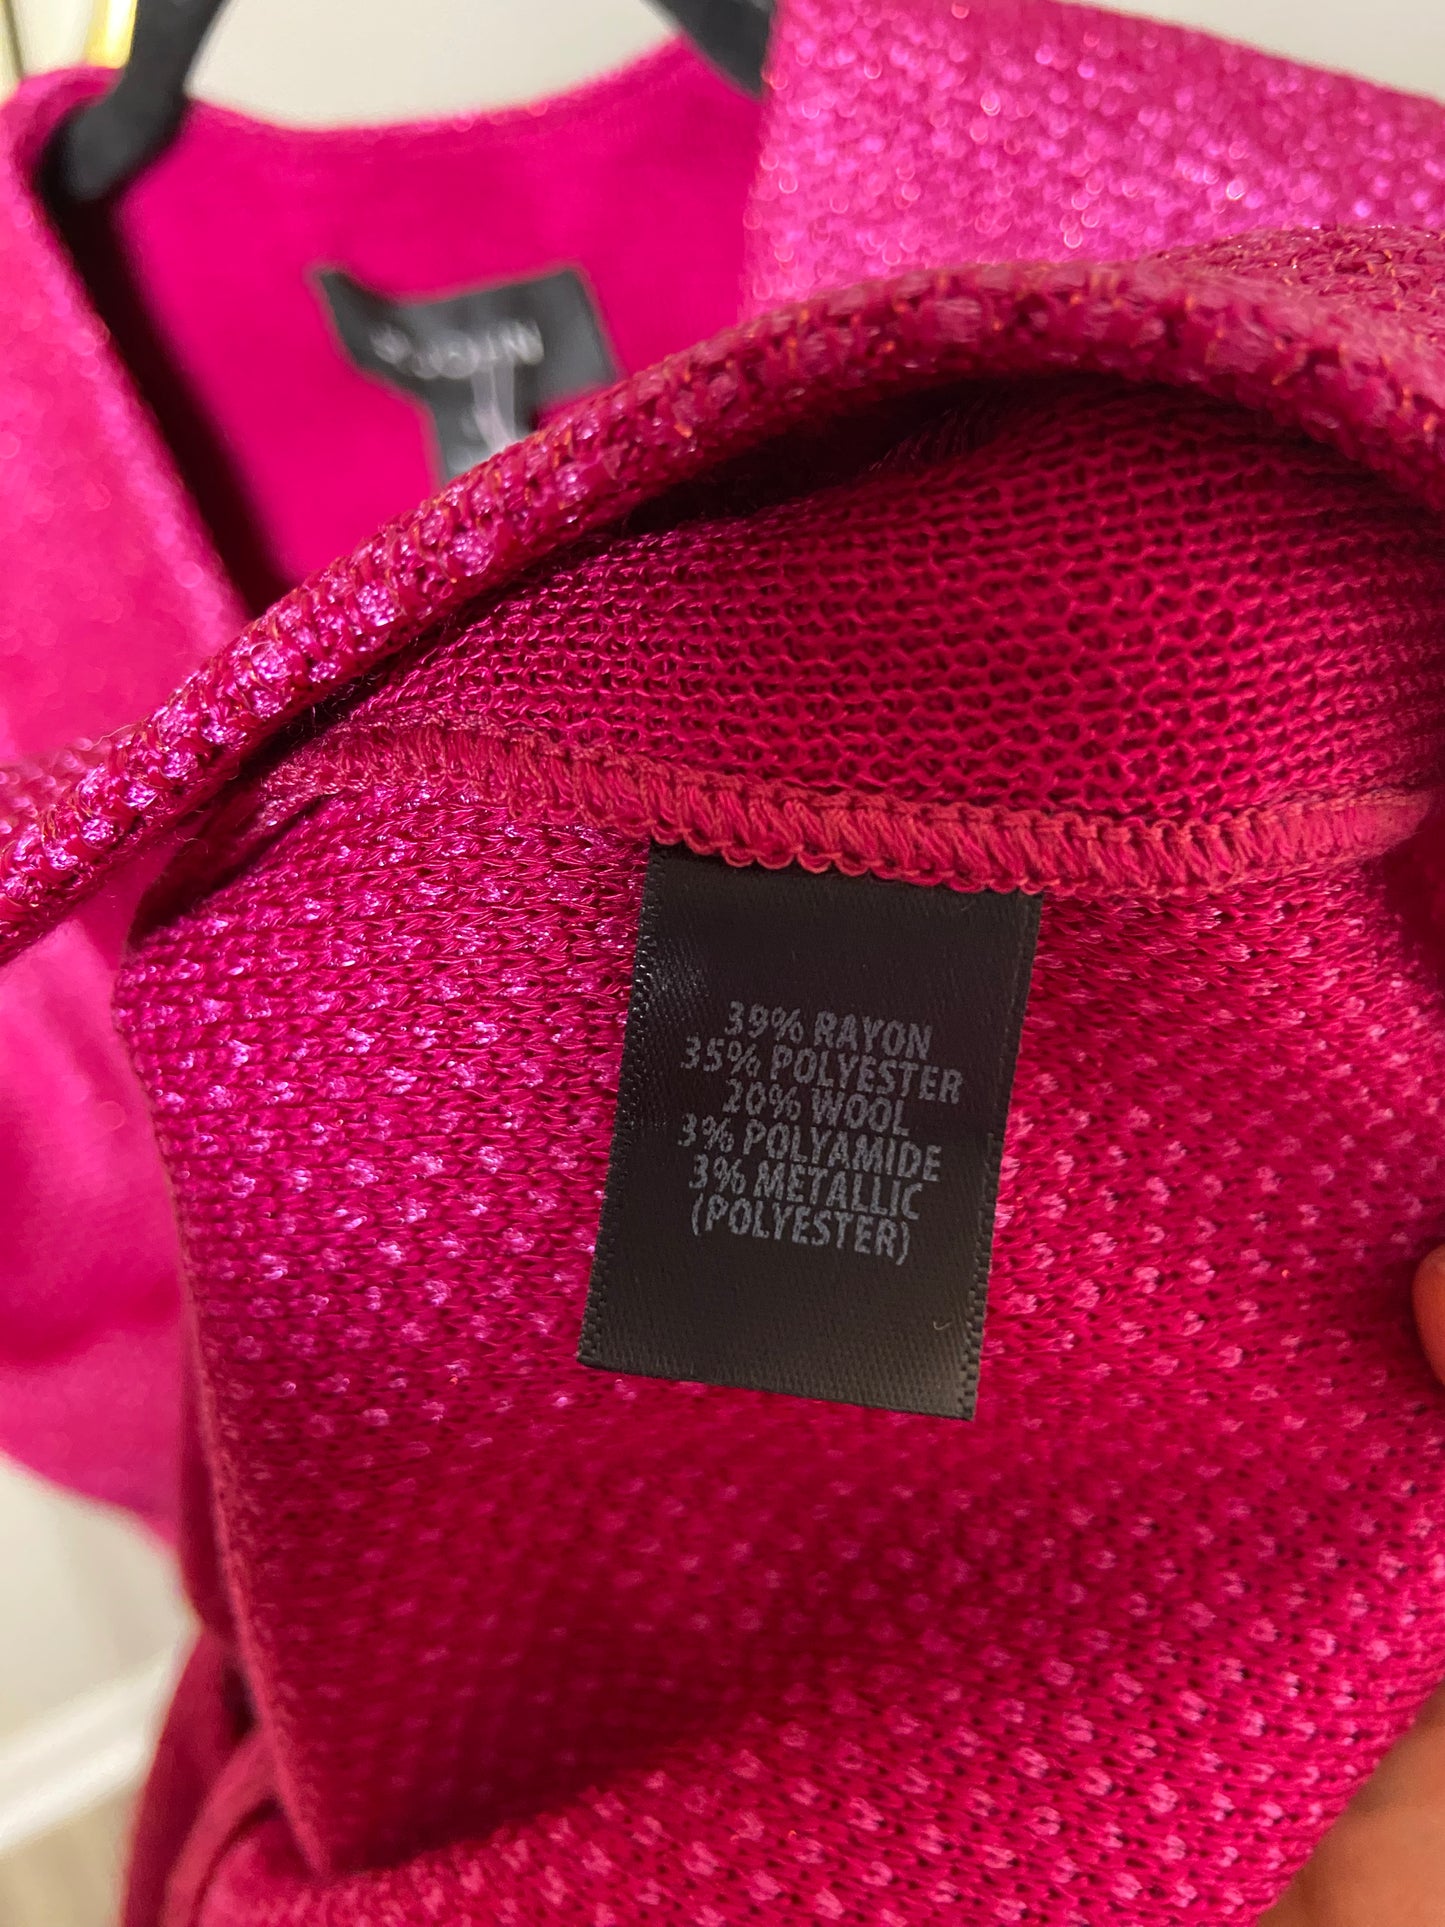 39% RAYON
35% POLYESTER
20% WOOL
3% POLYAMIDE
3% METALLIC
(POLYESTER)